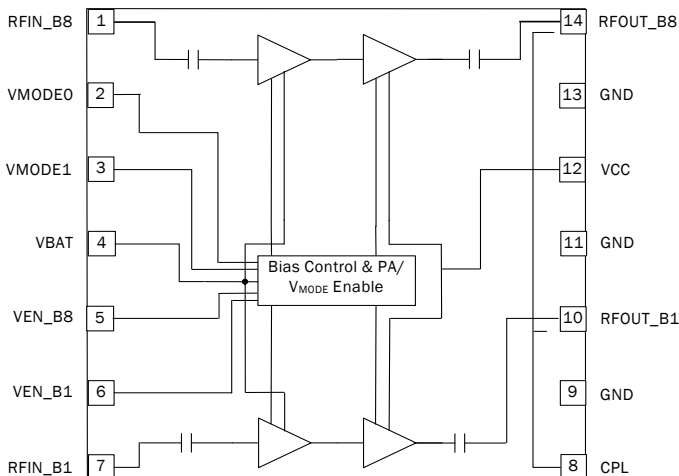 RFIN_B8 1
14 RFOUT_B8
VMODE0 2
13 GND
VMODE1 3
12 VCC
VBAT 4
11 GND
Bias Control & PA/
VMODE Enable
VEN_B8 5
10 RFOUT_B1
VEN_B1 6
9 GND
RFIN_B1 7
8 CPL